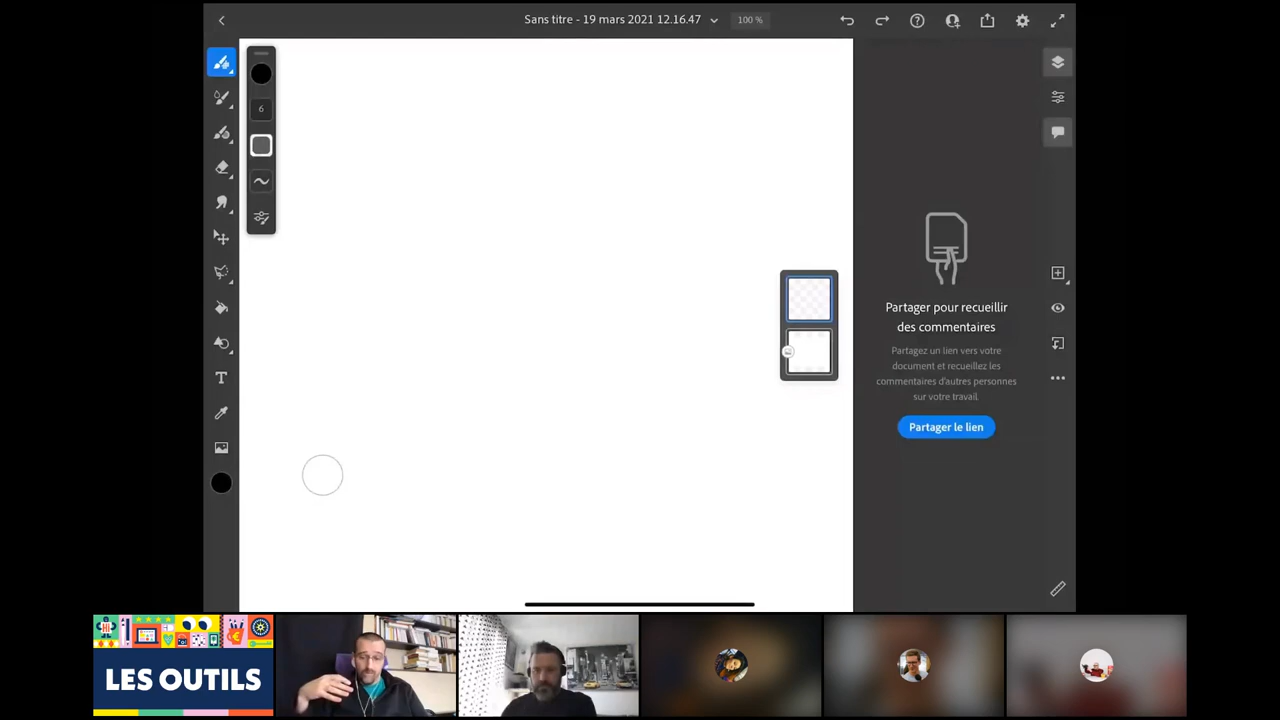 Sans titre - 19 mars 2021 12.16.47
100 %
6
Partager pour recueillir
des commentaires
Partagez un lien vers votre
document et recueillez les
commentaires d'autres personnes
sur votre travail.
Partager le lien
T
LES OUTILS